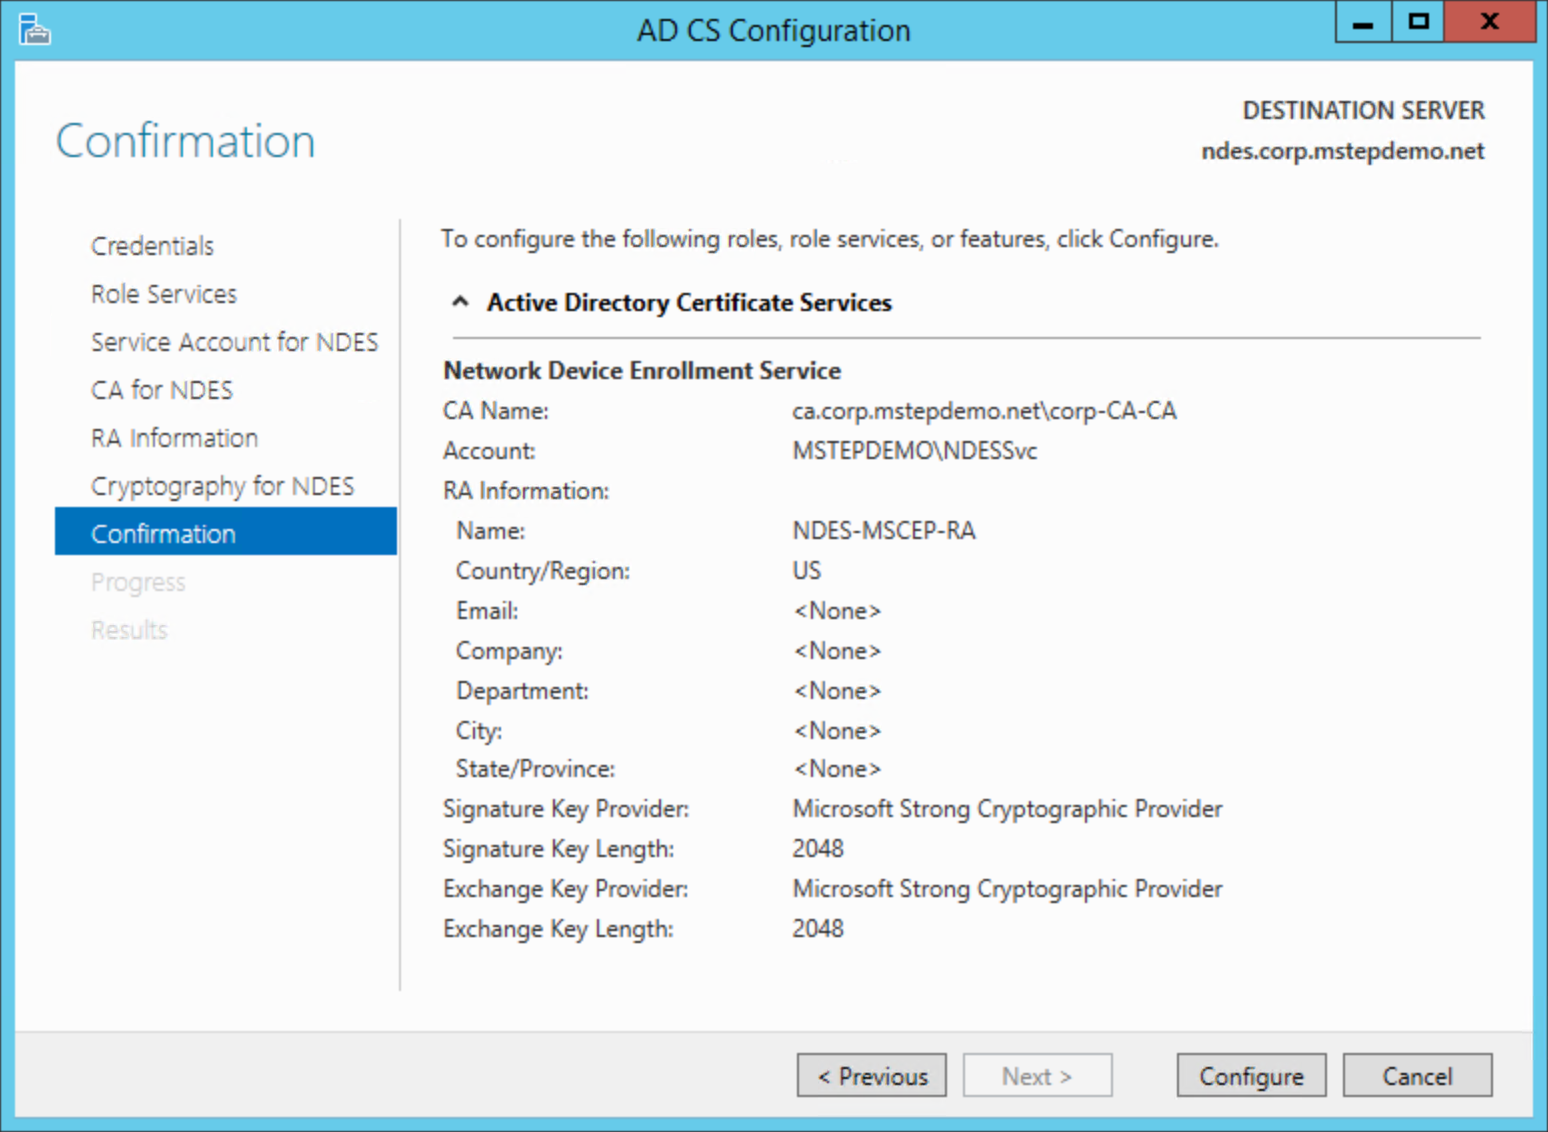 AD CS Configuration
Confirmation
DESTINATION SERVER
ndes.corp.mstepdemo.net
Credentials
Role Services
Service Account for NDES
CA for NDES
RA Information
Cryptography for NDES
Confirmation
Progress
Results
To configure the following roles, role services, or features, click Configure.
Active Directory Certificate Services
Network Device Enrollment Service
CA Name: ca.corp.mstepdemo.net\corp-CA-CA
Account: MSTEPDEMO\NDESSvc
RA Information:
Name: NDES-MSCEP-RA
Country/Region: US
Email: <None>
Company: <None>
Department: <None>
City: <None>
State/Province: <None>
Signature Key Provider: Microsoft Strong Cryptographic Provider
Signature Key Length: 2048
Exchange Key Provider: Microsoft Strong Cryptographic Provider
Exchange Key Length: 2048
< Previous Next > Configure Cancel